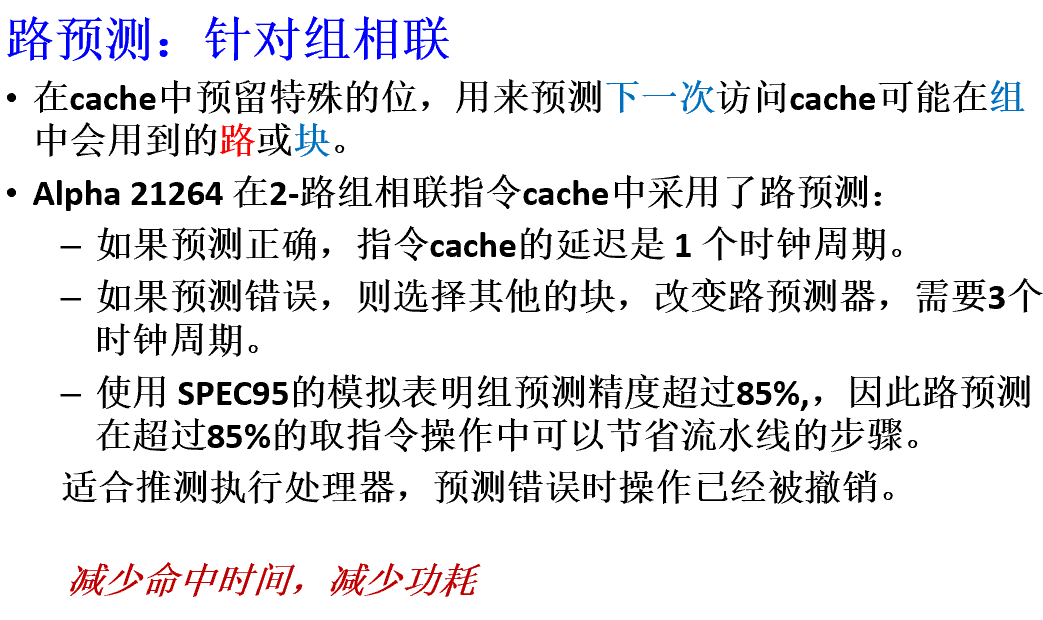 路预测：针对组相联
• 在cache中预留特殊的位，用来预测下一次访问cache可能在组
中会用到的路或块。
• Alpha 21264 在2-路组相联指令cache中采用了路预测：
– 如果预测正确，指令cache的延迟是 1 个时钟周期。
– 如果预测错误，则选择其他的块，改变路预测器，需要3个
时钟周期。
– 使用 SPEC95的模拟表明组预测精度超过85%,，因此路预测
在超过85%的取指令操作中可以节省流水线的步骤。
适合推测执行处理器，预测错误时操作已经被撤销。
减少命中时间，减少功耗